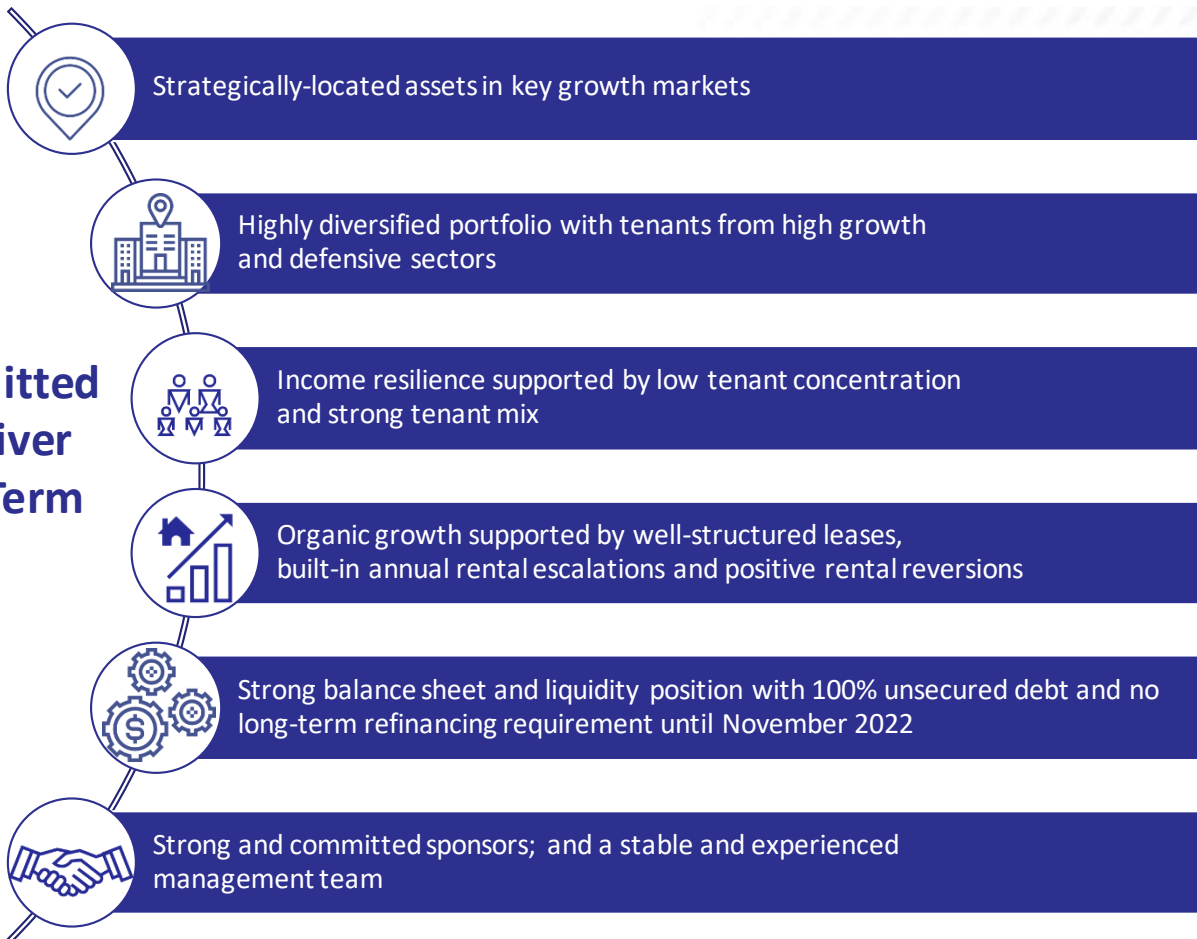 Strategically-located assets in key growth markets
Highly diversified portfolio with tenants from high growth
and defensive sectors
itted
iver
Term
Income resilience supported by low tenant concentration
and strong tenant mix
Organic growth supported by well-structured leases,
built-in annual rental escalations and positive rental reversions
$
Strong balance sheet and liquidity position with 100% unsecured debt and no
long-term refinancing requirement until November 2022
Strong and committed sponsors; and a stable and experienced
management team